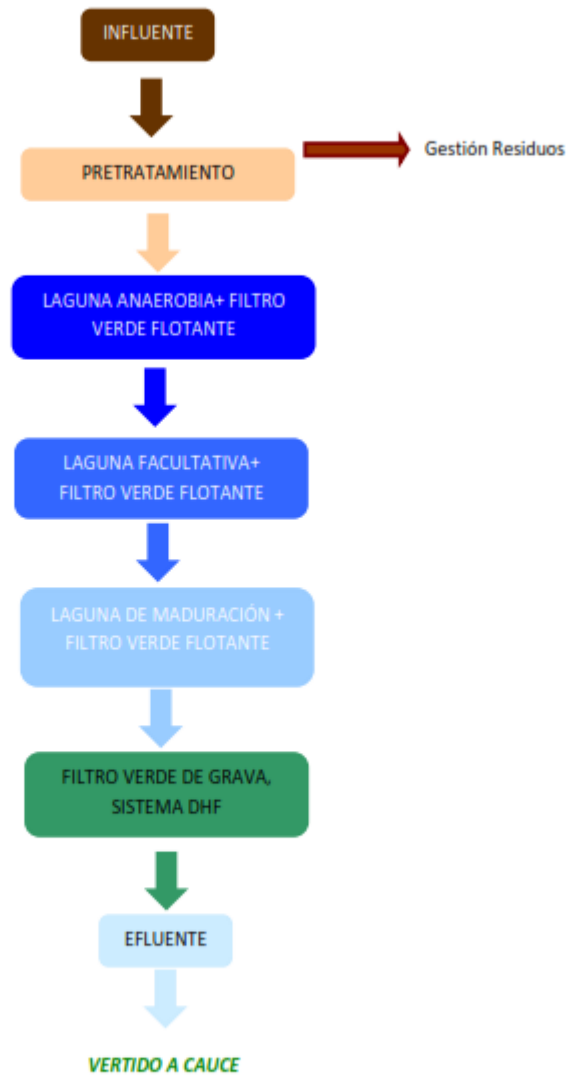 INFLUENTE
PRETRATAMIENTO
Gestión Residuos
LAGUNA ANAEROBIA+ FILTRO
VERDE FLOTANTE
LAGUNA FACULTATIVA+
FILTRO VERDE FLOTANTE
LAGUNA DE MADURACIÓN +
FILTRO VERDE FLOTANTE
FILTRO VERDE DE GRAVA,
SISTEMA DHF
EFLUENTE
VERTIDO A CAUCE